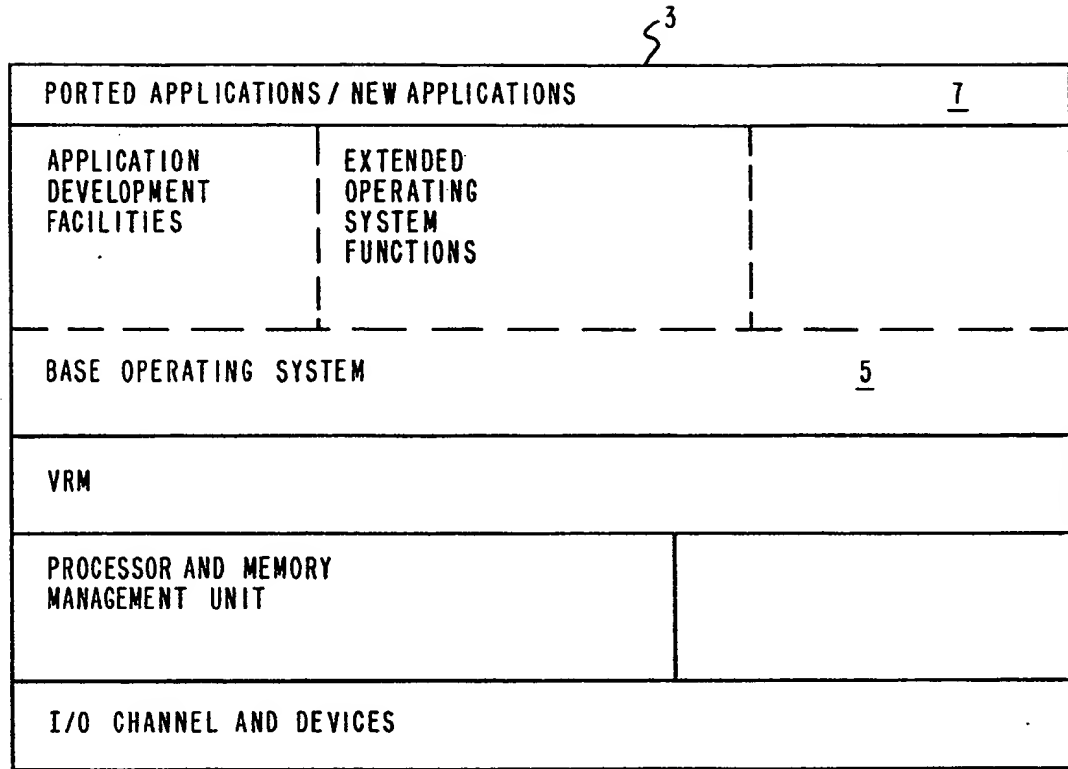 3
PORTED APPLICATIONS / NEW APPLICATIONS 7
APPLICATION
DEVELOPMENT
FACILITIES
EXTENDED
OPERATING
SYSTEM
FUNCTIONS
BASE OPERATING SYSTEM 5
VRM
PROCESSOR AND MEMORY
MANAGEMENT UNIT
I/O CHANNEL AND DEVICES